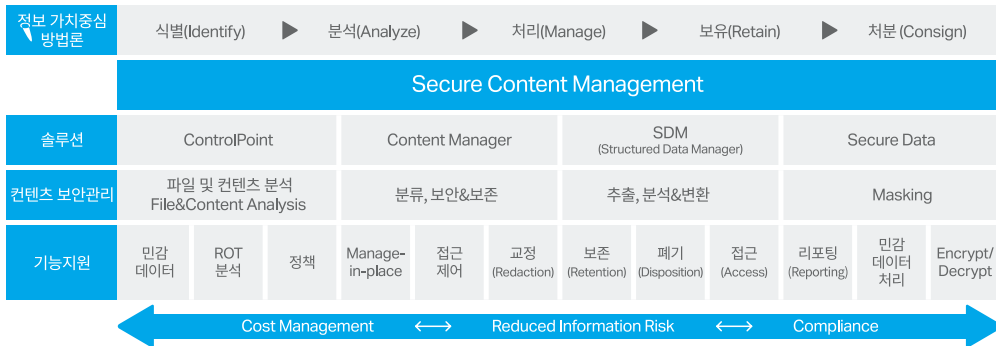 정보 가치중심
방법론
식별(Identify) ▶ 분석(Analyze) ▶ 처리(Manage) ▶ 보유(Retain) ▶ 처분(Consign)
Secure Content Management
솔루션
ControlPoint
Content Manager
SDM
(Structured Data Manager)
Secure Data
컨텐츠 보안관리
파일 및 컨텐츠 분석
File&Content Analysis
분류, 보안&보존
추출, 분석&변환
Masking
기능지원
민감
데이터
ROT
분석
정책
Manage-
in-place
접근
제어
교정
(Redaction)
보존
(Retention)
폐기
(Disposition)
접근
(Access)
리포팅
(Reporting)
민감
데이터
처리
Encrypt/
Decrypt
Cost Management ⟷ Reduced Information Risk ⟷ Compliance